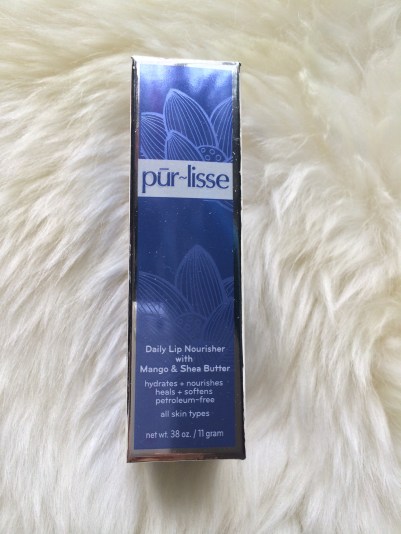 pūr~lisse
Daily Lip Nourisher
with
Mango & Shea Butter
hydrates + nourishes
heals + softens
petroleum-free
all skin types
net wt. 38 oz. / 11 gram